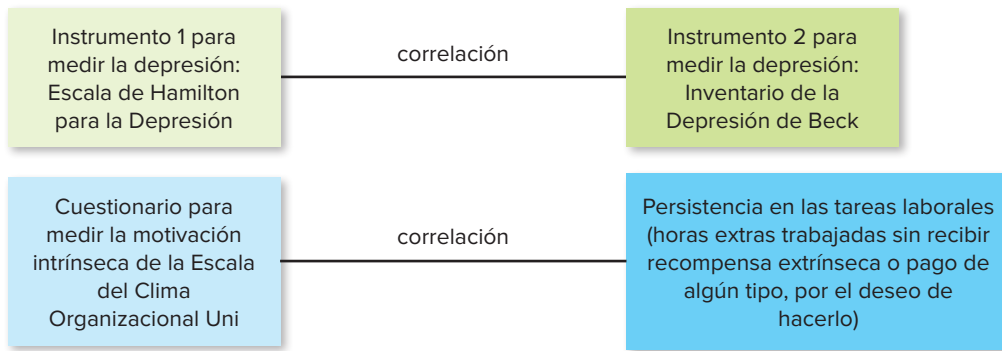 Instrumento 1 para
medir la depresión:
Escala de Hamilton
para la Depresión
correlación
Instrumento 2 para
medir la depresión:
Inventario de la
Depresión de Beck
Cuestionario para
medir la motivación
intrínseca de la Escala
del Clima
Organizacional Uni
correlación
Persistencia en las tareas laborales
(horas extras trabajadas sin recibir
recompensa extrínseca o pago de
algún tipo, por el deseo de
hacerlo)